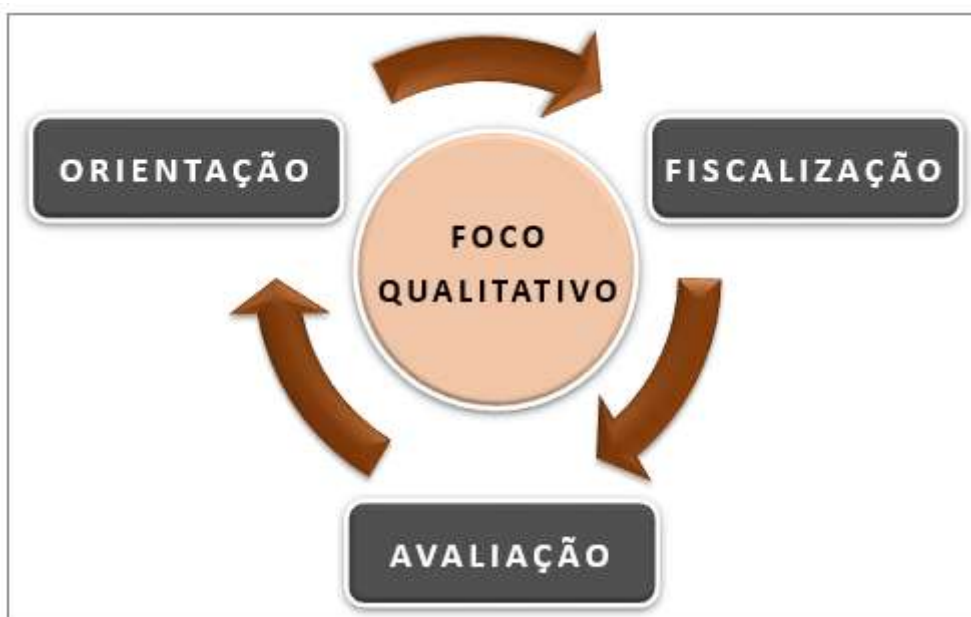 ORIENTAÇÃO
FISCALIZAÇÃO
FOCO
QUALITATIVO
AVALIAÇÃO